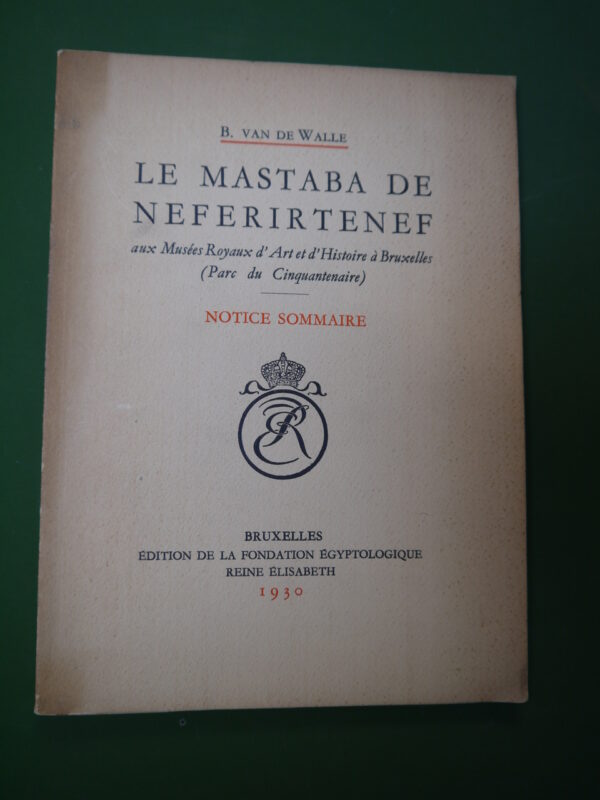 B. VAN DE WALLE
LE MASTABA DE
NEFERIRTENEF
aux Musées Royaux d'Art et d'Histoire à Bruxelles
(Parc du Cinquantenaire)
NOTICE SOMMAIRE
BRUXELLES
ÉDITION DE LA FONDATION ÉGYPTOLOGIQUE
REINE ÉLISABETH
1930